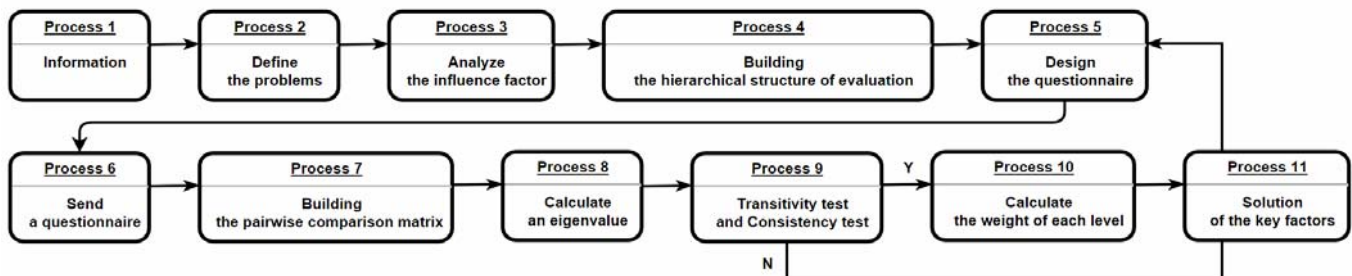 Process 1
Information
Process 2
Define
the problems
Process 3
Analyze
the influence factor
Process 4
Building
the hierarchical structure of evaluation
Process 5
Design
the questionnaire
Process 6
Send
a questionnaire
Process 7
Building
the pairwise comparison matrix
Process 8
Calculate
an eigenvalue
Process 9
Transitivity test
and Consistency test
Y
N
Process 10
Calculate
the weight of each level
Process 11
Solution
of the key factors